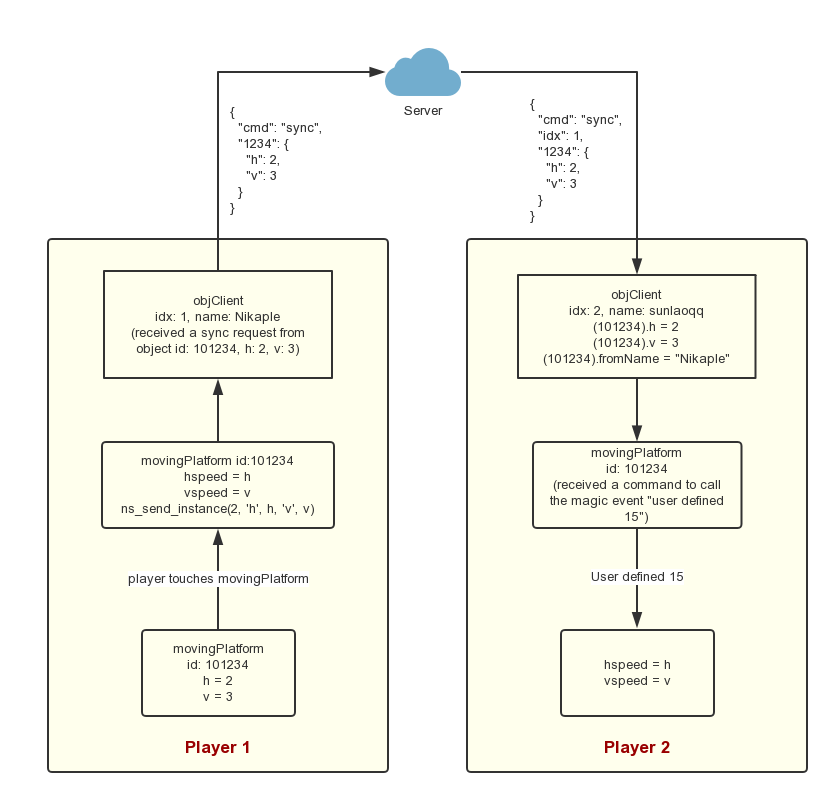 Server
{
"cmd": "sync",
"1234": {
"h": 2,
"v": 3
}
}
{
"cmd": "sync",
"idx": 1,
"1234": {
"h": 2,
"v": 3
}
}
objClient
idx: 1, name: Nikaple
(received a sync request from
object id: 101234, h: 2, v: 3)
movingPlatform id:101234
hspeed = h
vspeed = v
ns_send_instance(2, 'h', h, 'v', v)
player touches movingPlatform
movingPlatform
id: 101234
h = 2
v = 3
Player 1
objClient
idx: 2, name: sunlaoqq
(101234).h = 2
(101234).v = 3
(101234).fromName = "Nikaple"
movingPlatform
id: 101234
(received a command to call
the magic event "user defined
15")
User defined 15
hspeed = h
vspeed = v
Player 2